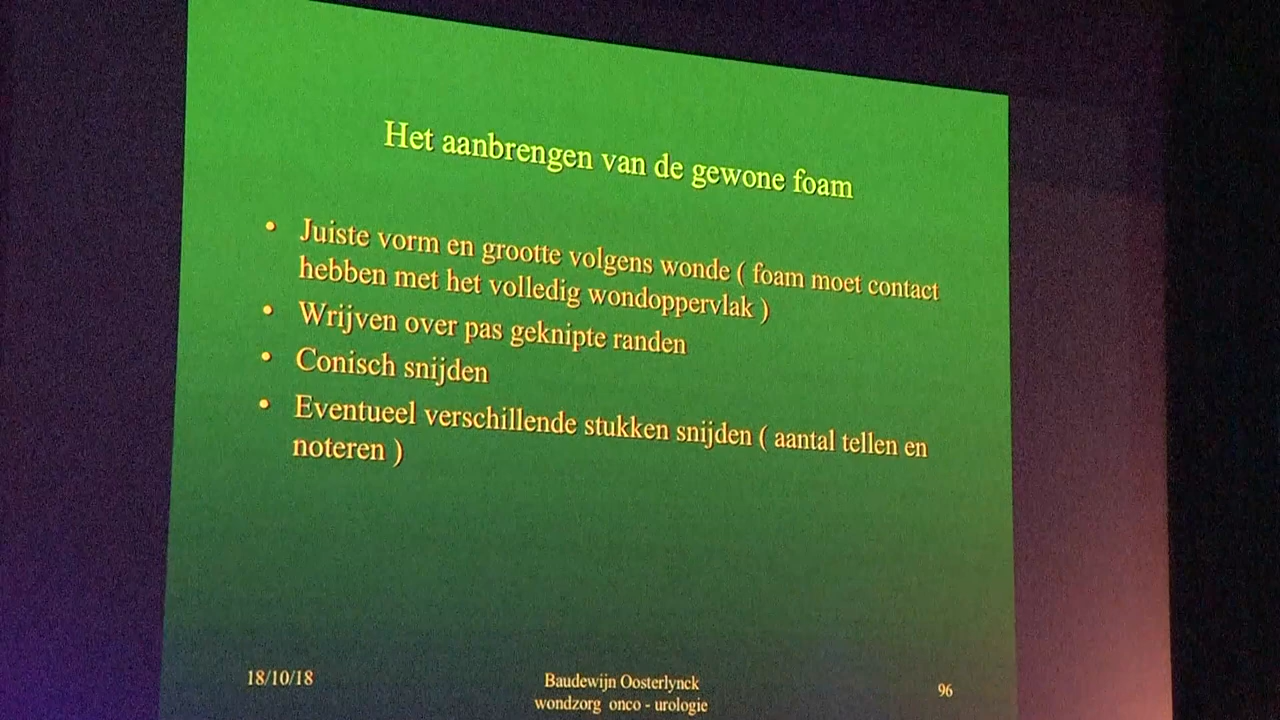 Het aanbrengen van de gewone foam
• Juiste vorm en grootte volgens wonde ( foam moet contact
hebben met het volledig wondoppervlak )
• Wrijven over pas geknipte randen
• Conisch snijden
• Eventueel verschillende stukken snijden ( aantal tellen en
noteren )
18/10/18
Baudewijn Oosterlynck
wondzorg onco - urologie
96